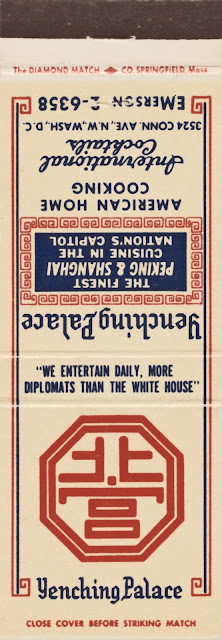 The DIAMOND MATCH CO SPRINGFIELD, Mass
Yenching Palace
THE FINEST
PEKING & SHANGHAI
CUISINE IN THE
NATION'S CAPITOL
AMERICAN HOME
COOKING
International
Cocktails
3524 CONN. AVE. N.W., WASH., D.C.
EMERSON 2-6358
"WE ENTERTAIN DAILY, MORE
DIPLOMATS THAN THE WHITE HOUSE"
Yenching Palace
CLOSE COVER BEFORE STRIKING MATCH